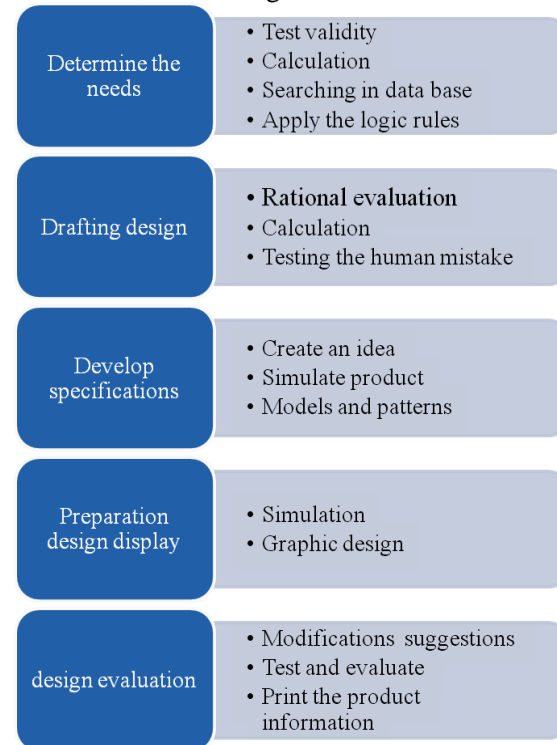 Determine the
needs
• Test validity
• Calculation
• Searching in data base
• Apply the logic rules
Drafting design
• Rational evaluation
• Calculation
• Testing the human mistake
Develop
specifications
• Create an idea
• Simulate product
• Models and patterns
Preparation
design display
• Simulation
• Graphic design
design evaluation
• Modifications suggestions
• Test and evaluate
• Print the product
information